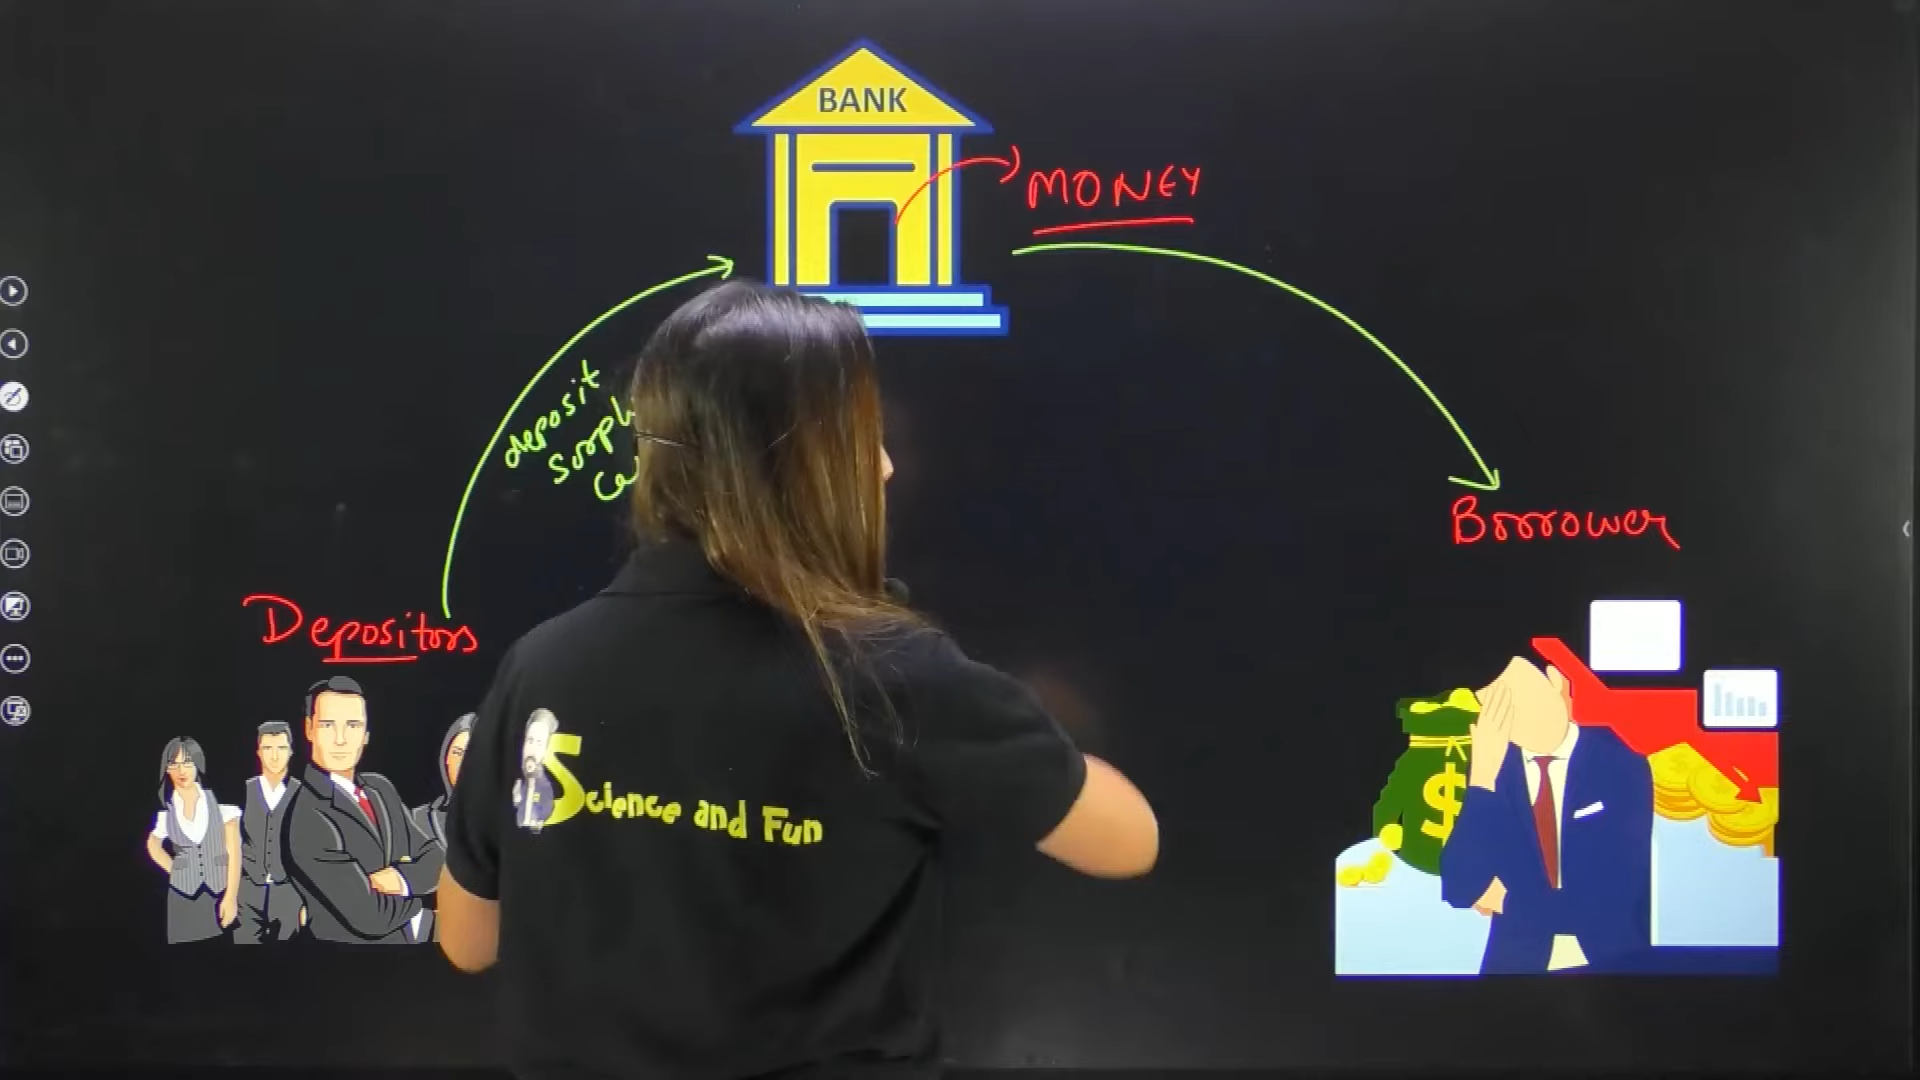 BANK
MONEY
deposit
Borrower
Depositors
Science and Fun
$